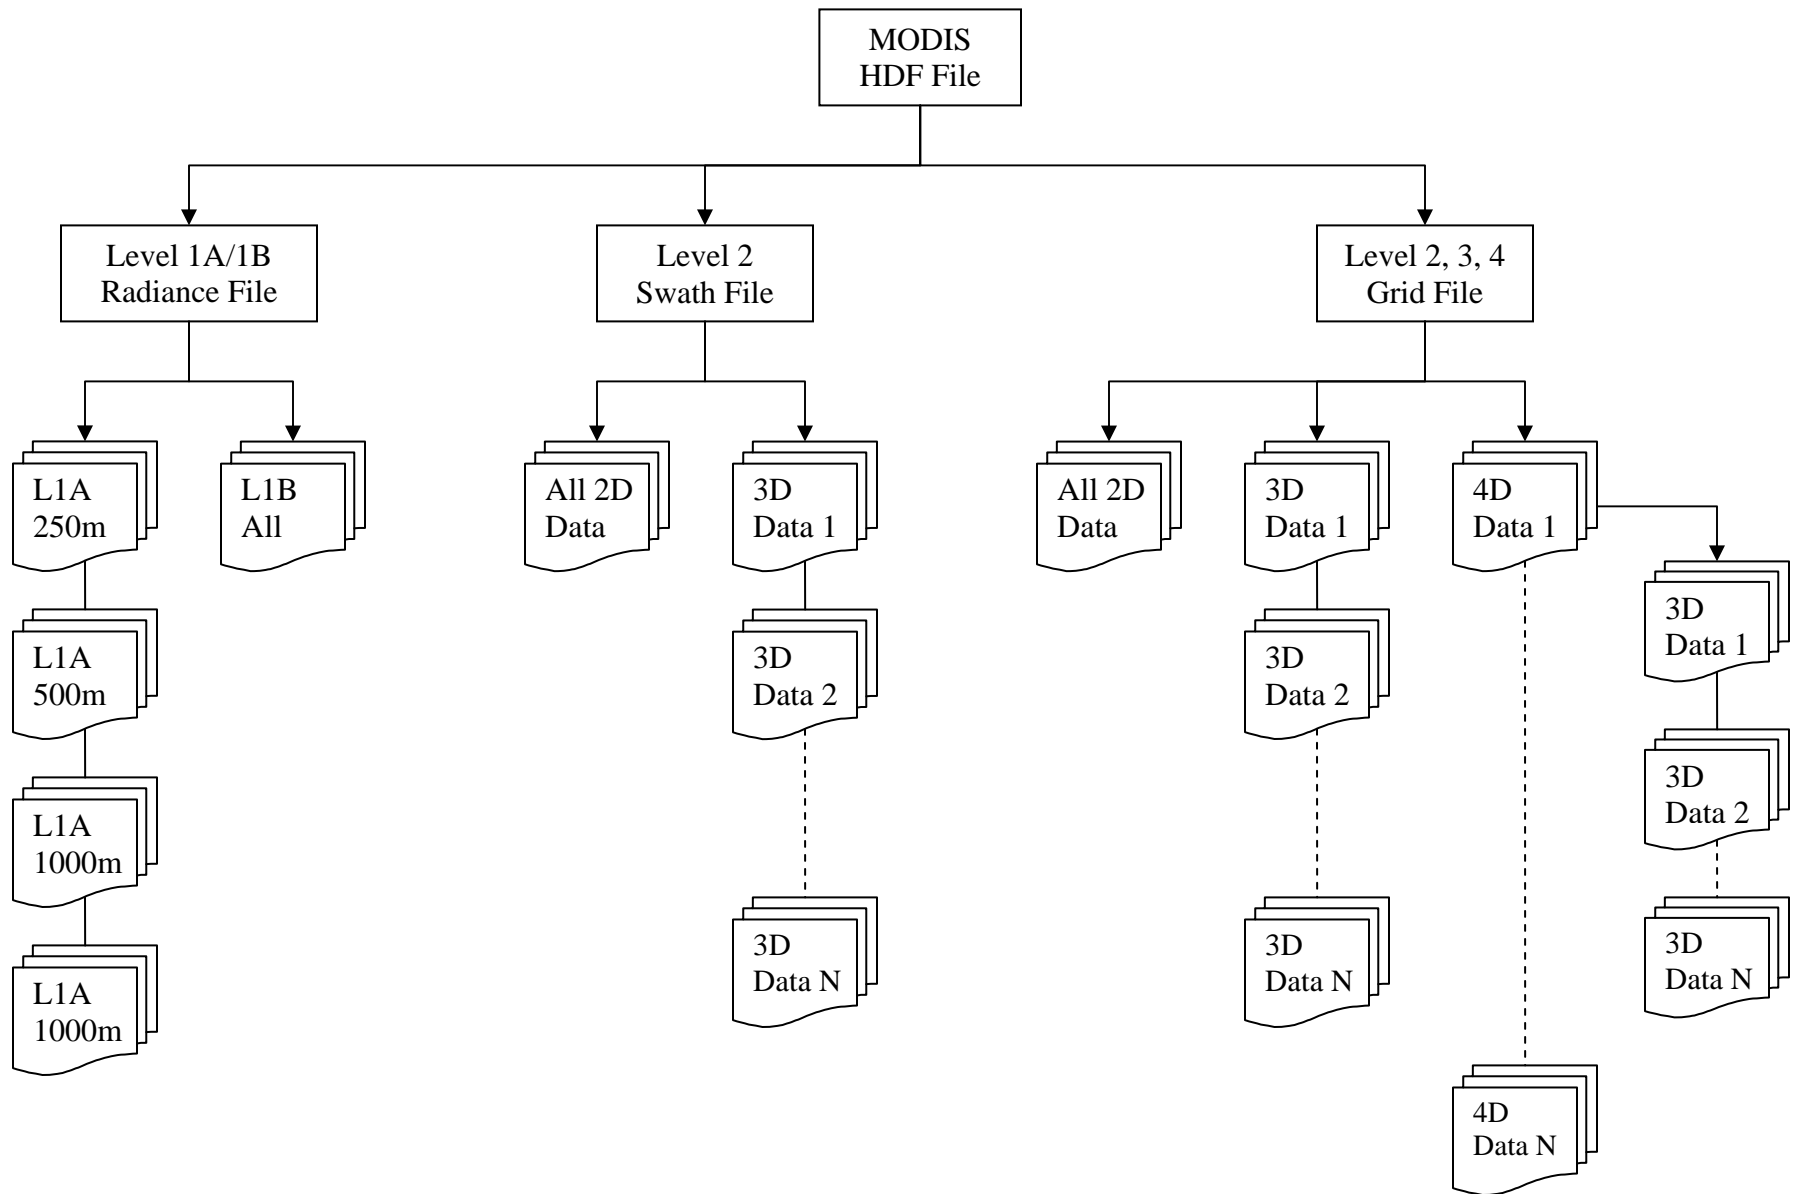 MODIS
HDF File
Level 1A/1B
Radiance File
Level 2
Swath File
Level 2, 3, 4
Grid File
L1A
250m
L1B
All
All 2D
Data
3D
Data 1
All 2D
Data
3D
Data 1
4D
Data 1
3D
Data 1
L1A
500m
3D
Data 2
3D
Data 2
3D
Data 2
L1A
1000m
3D
Data N
3D
Data N
3D
Data N
L1A
1000m
4D
Data N